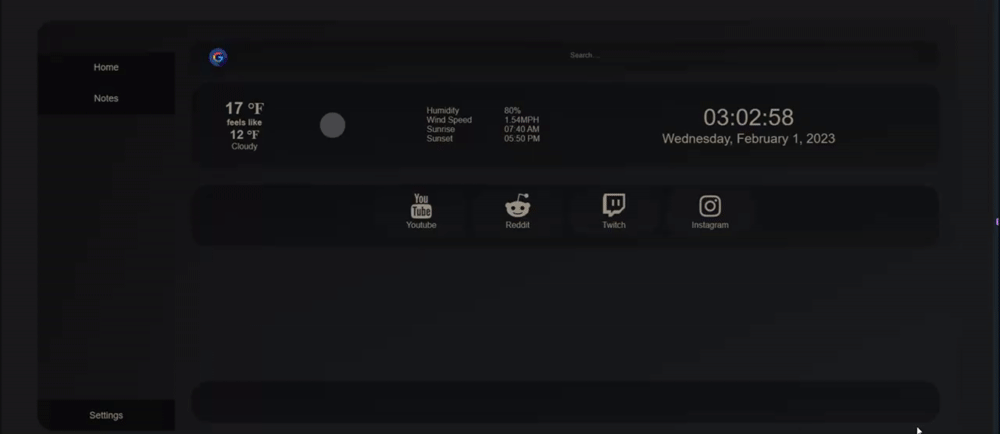 Home
Notes
Settings
G
Search...
17 °F
feels like
12 °F
Cloudy
Humidity 80%
Wind Speed 1.54MPH
Sunrise 07:40 AM
Sunset 05:50 PM
03:02:58
Wednesday, February 1, 2023
You
Tube
Youtube
Reddit
Twitch
Instagram